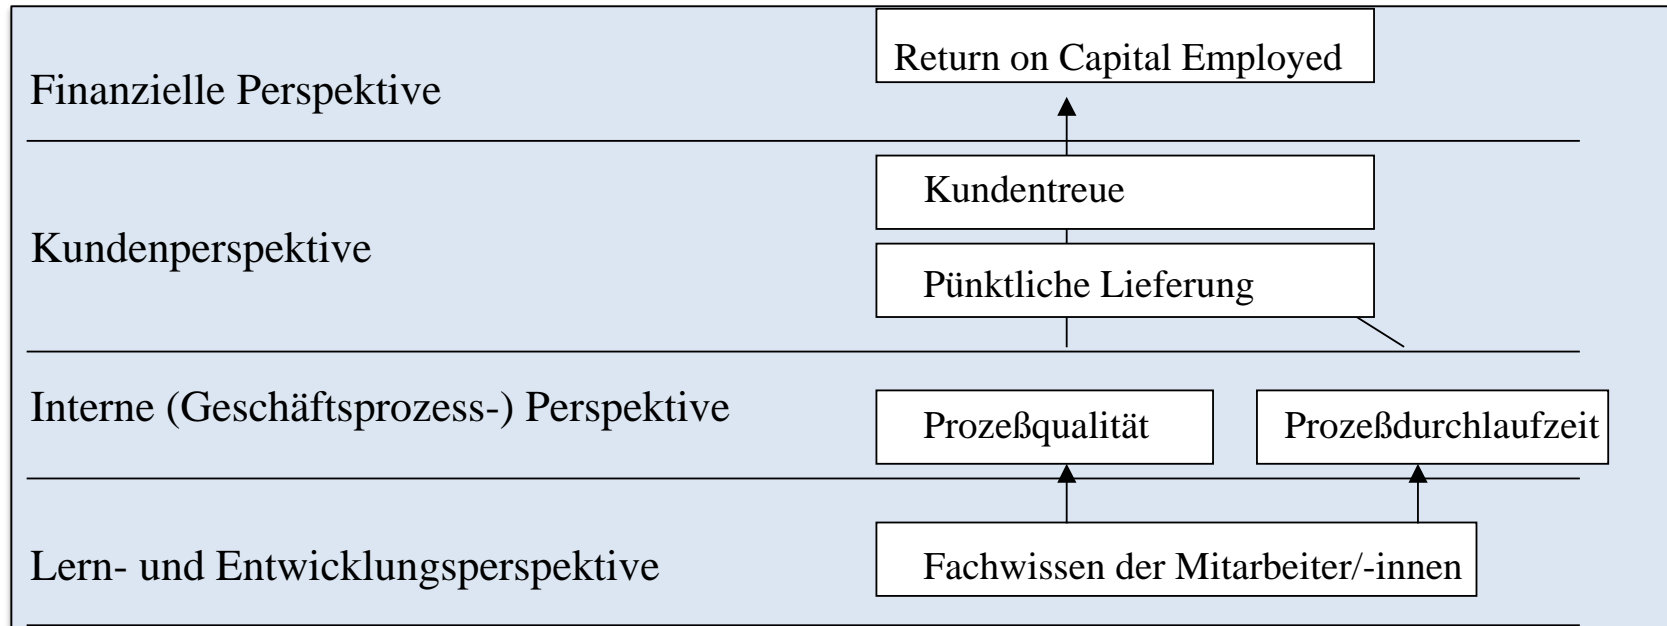 Return on Capital Employed
Finanzielle Perspektive
Kundentreue
Kundenperspektive
Pünktliche Lieferung
Interne (Geschäftsprozess-) Perspektive
Prozeßqualität
Prozeßdurchlaufzeit
Lern- und Entwicklungsperspektive
Fachwissen der Mitarbeiter/-innen